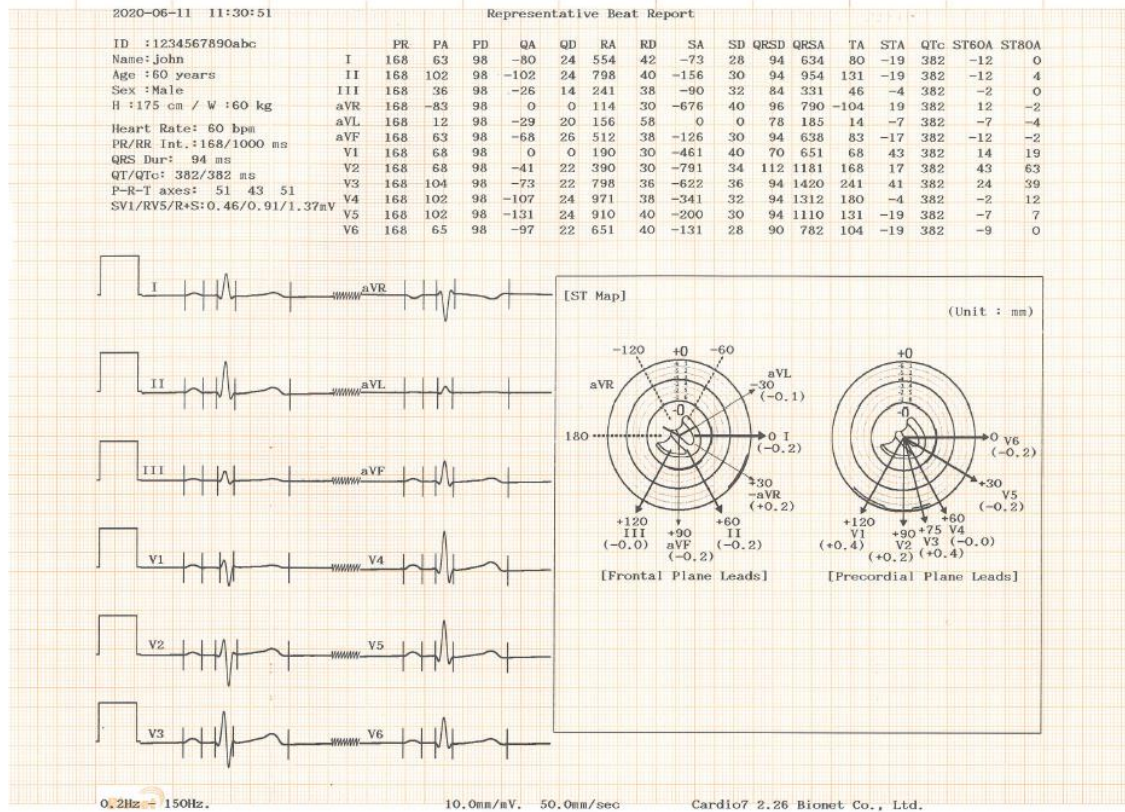 2020-06-11 11:30:51 Representative Beat Report
ID :1234567890abc
Name:john
Age :60 years
Sex :Male
H :175 cm / W :60 kg
Heart Rate: 60 bpm
PR/RR Int.:168/1000 ms
QRS Dur: 94 ms
QT/QTc: 382/382 ms
P-R-T axes: 51 43 51
SV1/RV5/R+S:0.46/0.91/1.37mV
PR PA PD QA QD RA RD SA SD QRSD QRSA TA STA QTc ST60A ST80A
I 168 63 98 -80 24 554 42 -73 28 94 634 80 -19 382 -12 0
II 168 102 98 -102 24 798 40 -156 30 94 954 131 -19 382 -12 4
III 168 36 98 -26 14 241 38 -90 32 84 331 46 -4 382 -2 0
aVR 168 -83 98 0 0 114 30 -676 40 96 790 -104 19 382 12 -2
aVL 168 12 98 -29 20 156 58 0 0 78 185 14 -7 382 -7 -4
aVF 168 63 98 -68 26 512 38 -126 30 94 638 83 -17 382 -12 -2
V1 168 68 98 0 0 190 30 -461 40 70 651 68 43 382 14 19
V2 168 68 98 -41 22 390 30 -791 34 112 1181 168 17 382 43 63
V3 168 104 98 -73 22 798 36 -622 36 94 1420 241 41 382 24 39
V4 168 102 98 -107 24 971 38 -341 32 94 1312 180 -4 382 -2 12
V5 168 102 98 -131 24 910 40 -200 30 94 1110 131 -19 382 -7 7
V6 168 65 98 -97 22 651 40 -131 28 90 782 104 -19 382 -9 0
I aVR
II aVL
III aVF
V1 V4
V2 V5
V3 V6
[ST Map]
(Unit : mm)
-120 +0 -60
aVR
aVL
-30
(-0.1)
-0
180
0 I
(-0.2)
+30
-aVR
(+0.2)
+120
III
(-0.0)
+90
aVF
(-0.2)
+60
II
(-0.2)
[Frontal Plane Leads]
+0
-0
0 V6
(-0.2)
+30
V5
(-0.2)
+120
V1
(+0.4)
+90
V2
(+0.2)
+75
V3
(+0.4)
+60
V4
(-0.0)
[Precordial Plane Leads]
0.2Hz - 150Hz. 10.0mm/mV. 50.0mm/sec Cardio7 2.26 Bionet Co., Ltd.